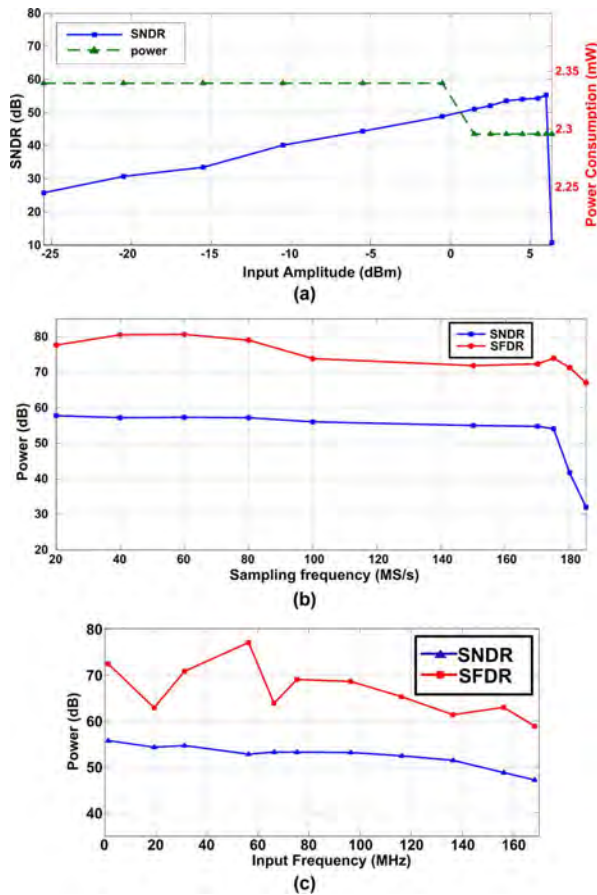 80
70
60
50
40
30
20
10
SNDR (dB)
SNDR
power
2.35
2.3
2.25
Power Consumption (mW)
-25 -20 -15 -10 -5 0 5
Input Amplitude (dBm)
(a)
80
70
60
50
40
30
20
Power (dB)
SNDR
SFDR
20 40 60 80 100 120 140 160 180
Sampling frequency (MS/s)
(b)
80
70
60
50
40
Power (dB)
SNDR
SFDR
0 20 40 60 80 100 120 140 160
Input Frequency (MHz)
(c)